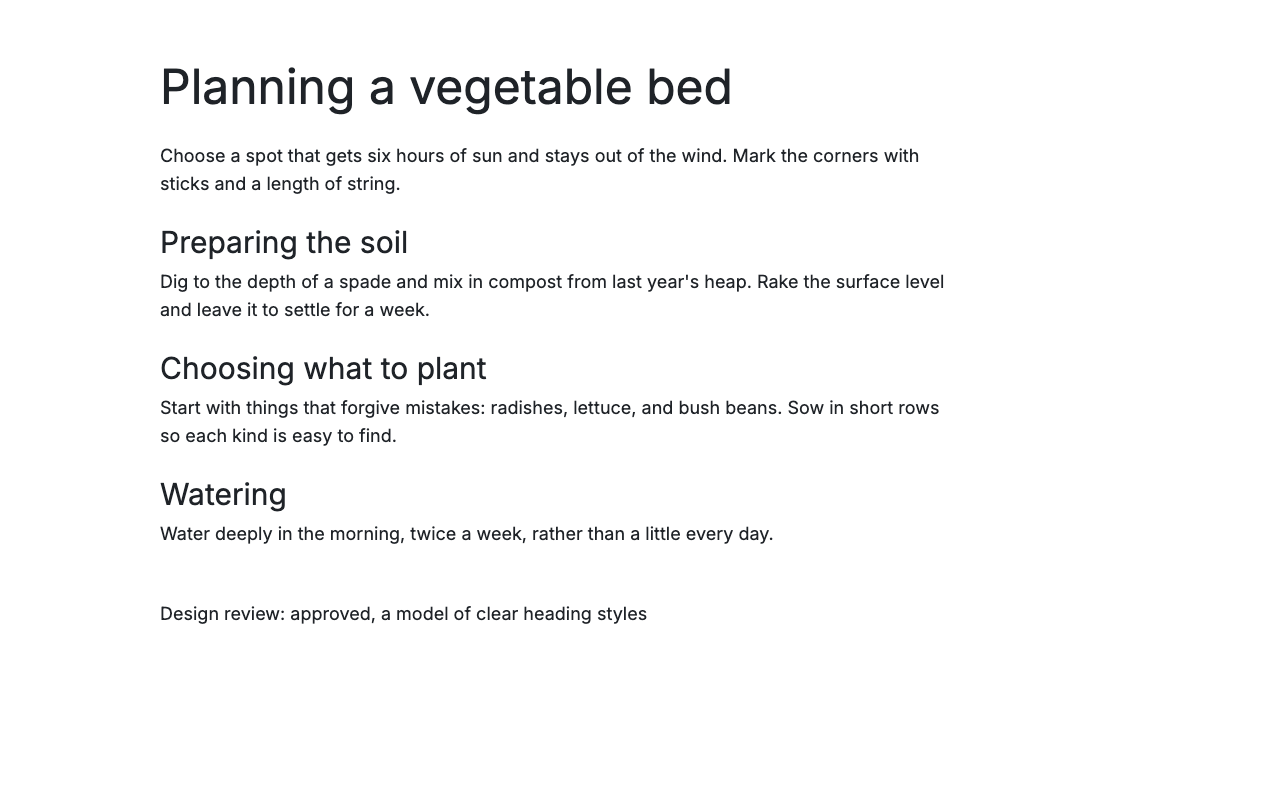 Planning a vegetable bed
Choose a spot that gets six hours of sun and stays out of the wind. Mark the corners with
sticks and a length of string.
Preparing the soil
Dig to the depth of a spade and mix in compost from last year's heap. Rake the surface level
and leave it to settle for a week.
Choosing what to plant
Start with things that forgive mistakes: radishes, lettuce, and bush beans. Sow in short rows
so each kind is easy to find.
Watering
Water deeply in the morning, twice a week, rather than a little every day.
Design review: approved, a model of clear heading styles